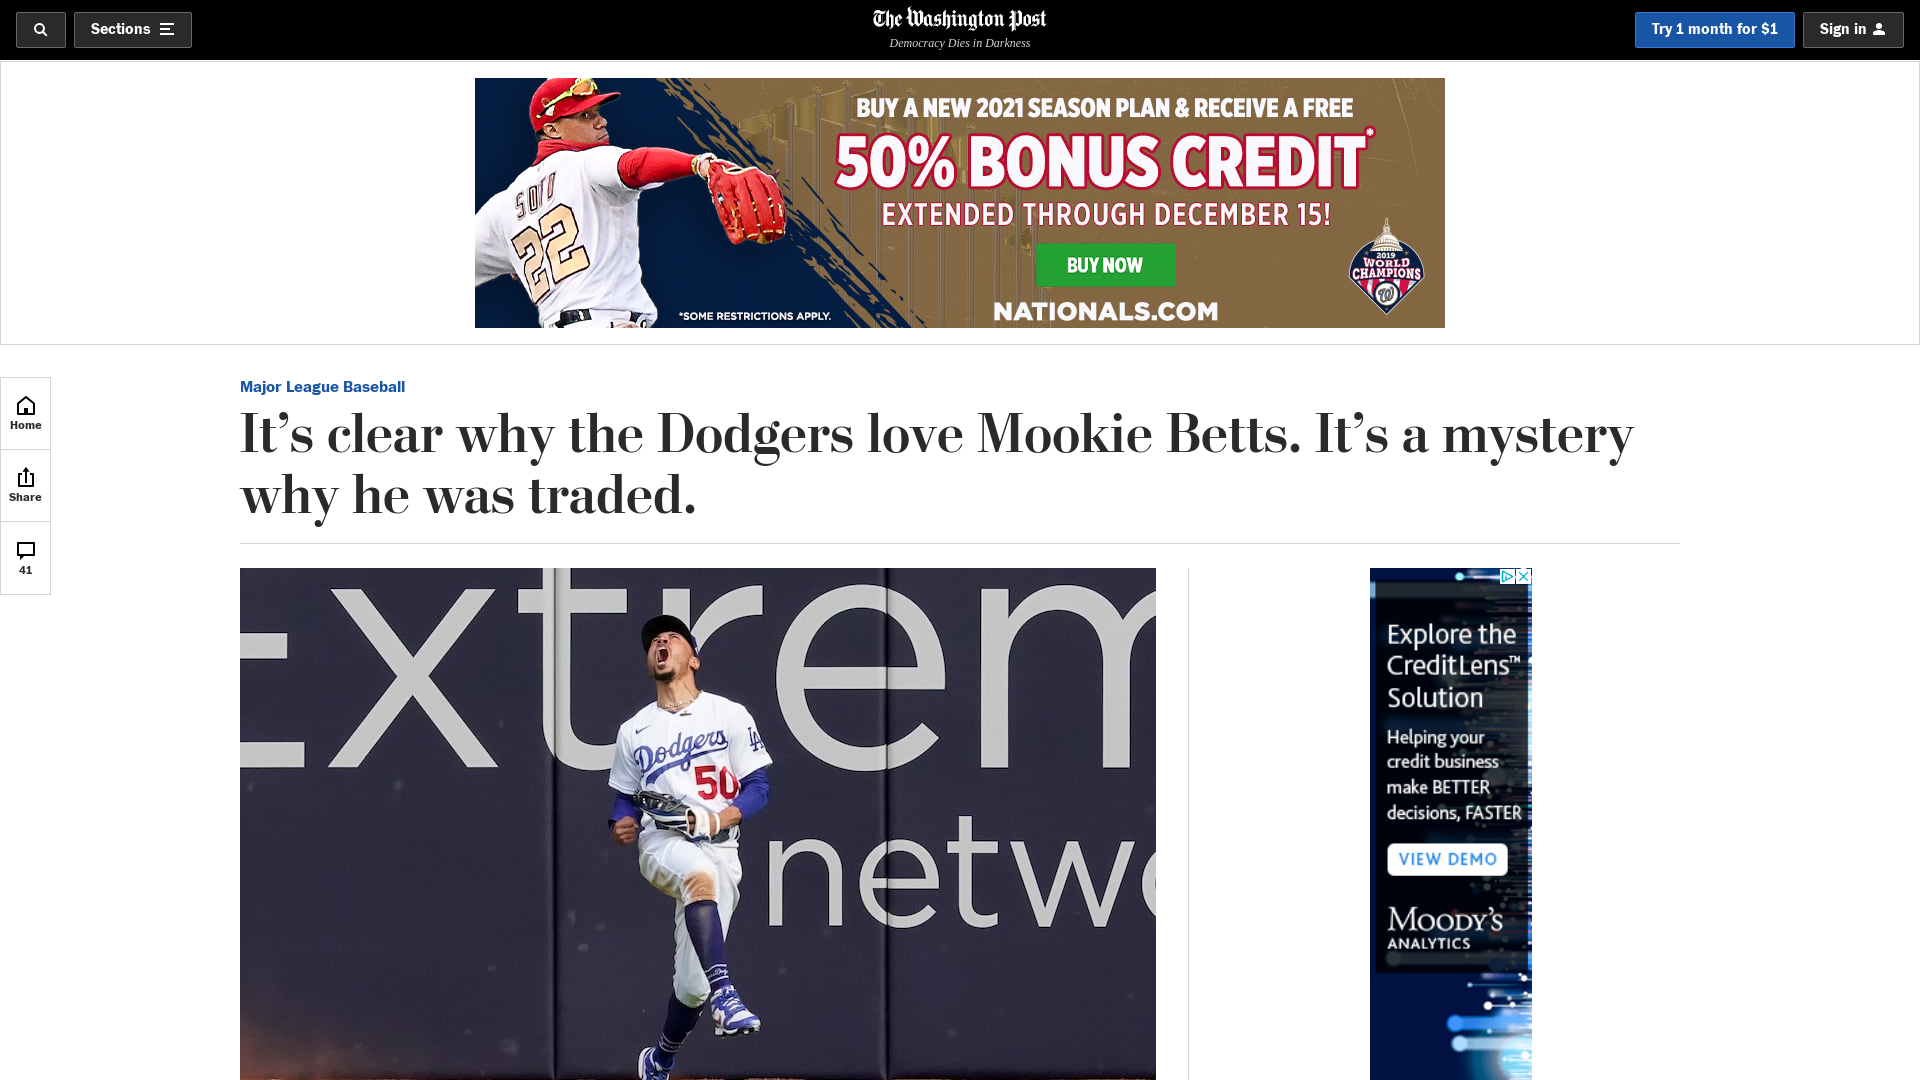 Sections
The Washington Post
Democracy Dies in Darkness
Try 1 month for $1
Sign in
BUY A NEW 2021 SEASON PLAN & RECEIVE A FREE
50% BONUS CREDIT*
EXTENDED THROUGH DECEMBER 15!
BUY NOW
NATIONALS.COM
*SOME RESTRICTIONS APPLY.
22
2019
WORLD
CHAMPIONS
W
Home
Share
41
Major League Baseball
It’s clear why the Dodgers love Mookie Betts. It’s a mystery
why he was traded.
Extrem
netwo
Dodgers
LA
50
Explore the
CreditLens™
Solution
Helping your
credit business
make BETTER
decisions, FASTER
VIEW DEMO
MOODY'S
ANALYTICS